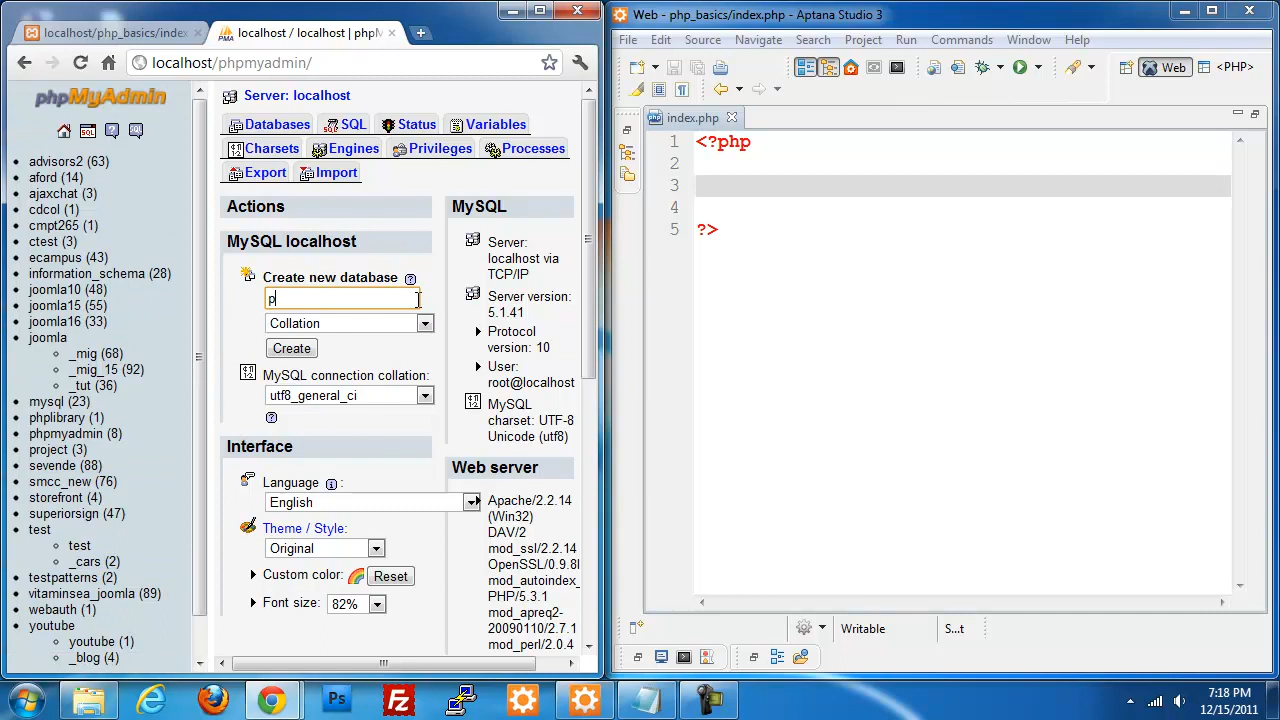 localhost/php_basics/index
localhost / localhost | phpM
localhost/phpmyadmin/
phpMyAdmin
SQL
advisors2 (63)
aford (14)
ajaxchat (3)
cdcol (1)
cmpt265 (1)
ctest (3)
ecampus (43)
information_schema (28)
joomla10 (48)
joomla15 (55)
joomla16 (33)
joomla
_mig (68)
_mig_15 (92)
_tut (36)
mysql (23)
phplibrary (1)
phpmyadmin (8)
project (3)
sevende (88)
smcc_new (76)
storefront (4)
superiorsign (47)
test
test
_cars (2)
testpatterns (2)
vitaminsea_joomla (89)
webauth (1)
youtube
youtube (1)
_blog (4)
Server: localhost
Databases SQL Status Variables
Charsets Engines Privileges Processes
Export Import
Actions
MySQL localhost
Create new database
p
Collation
Create
MySQL connection collation:
utf8_general_ci
Interface
Language :
English
Theme / Style:
Original
Custom color: Reset
Font size: 82%
MySQL
Server:
localhost via
TCP/IP
Server version:
5.1.41
Protocol
version: 10
User:
root@localhost
MySQL
charset: UTF-8
Unicode (utf8)
Web server
Apache/2.2.14
(Win32)
DAV/2
mod_ssl/2.2.14
OpenSSL/0.9.8l
mod_autoindex_
PHP/5.3.1
mod_apreq2-
20090110/2.7.1
mod_perl/2.0.4
Web - php_basics/index.php - Aptana Studio 3
File Edit Source Navigate Search Project Run Commands Window Help
Web <PHP>
index.php
1 <?php
2
3
4
5 ?>
Writable S...t
Ps
Fz
7:18 PM
12/15/2011